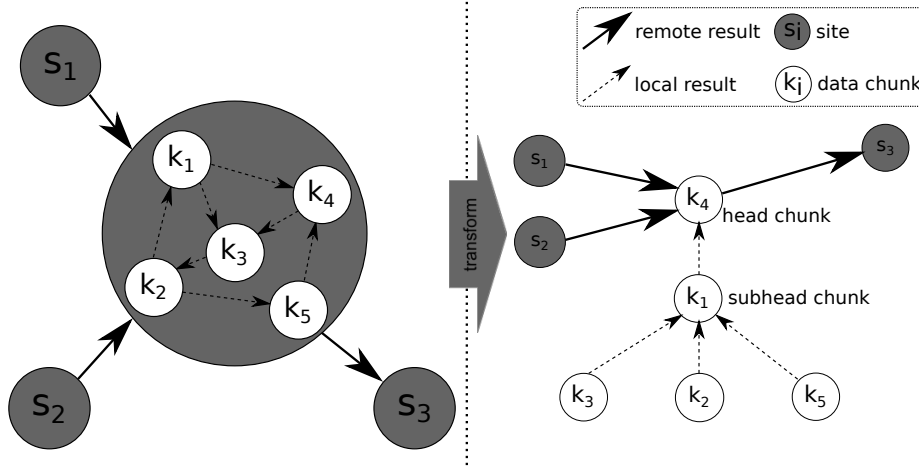 s1
k1
k4
k3
k2
k5
s2
s3
transform
remote result
si
site
local result
ki
data chunk
s1
s3
k4
head chunk
s2
k1
subhead chunk
k3
k2
k5